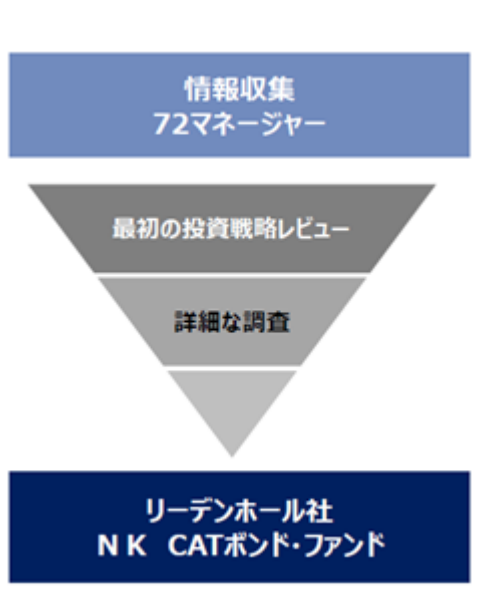 情報収集
72マネージャー
最初の投資戦略レビュー
詳細な調査
リーデンホール社
ＮＫ　CATボンド・ファンド